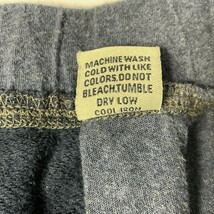 MACHINE WASH
COLD WITH LIKE
COLORS.DO NOT
BLEACH.TUMBLE
DRY LOW
COOL IRON